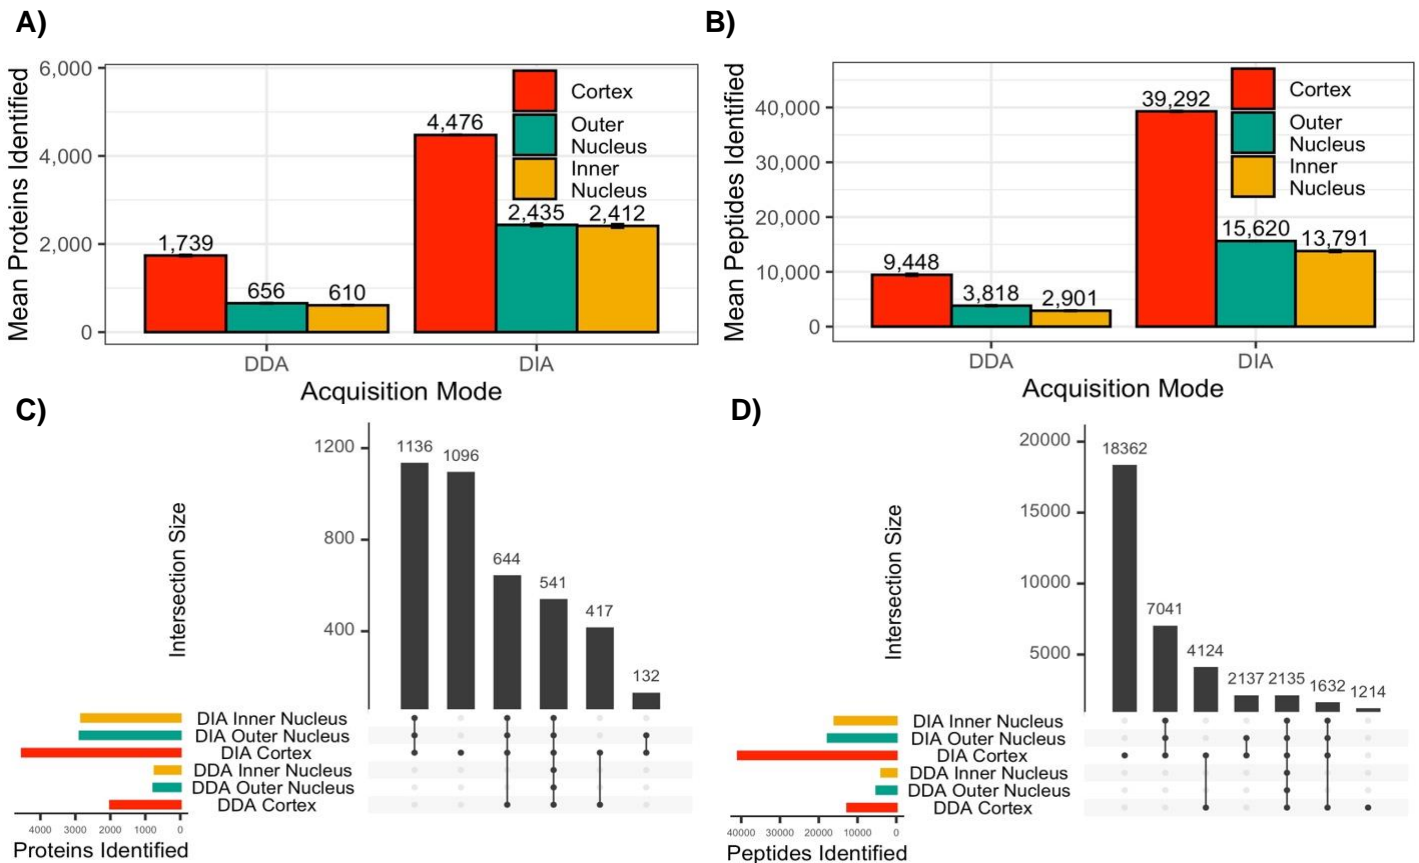 A)
Mean Proteins Identified
6,000
4,000
2,000
0
1,739
656
610
4,476
2,435
2,412
Cortex
Outer
Nucleus
Inner
Nucleus
DDA
DIA
Acquisition Mode
B)
Mean Peptides Identified
40,000
30,000
20,000
10,000
0
9,448
3,818
2,901
39,292
15,620
13,791
Cortex
Outer
Nucleus
Inner
Nucleus
DDA
DIA
Acquisition Mode
C)
Intersection Size
1200
800
400
1136
1096
644
541
417
132
DIA Inner Nucleus
DIA Outer Nucleus
DIA Cortex
DDA Inner Nucleus
DDA Outer Nucleus
DDA Cortex
4000 3000 2000 1000 0
Proteins Identified
D)
Intersection Size
20000
15000
10000
5000
18362
7041
4124
2137
2135
1632
1214
DIA Inner Nucleus
DIA Outer Nucleus
DIA Cortex
DDA Inner Nucleus
DDA Outer Nucleus
DDA Cortex
40000 30000 20000 10000 0
Peptides Identified